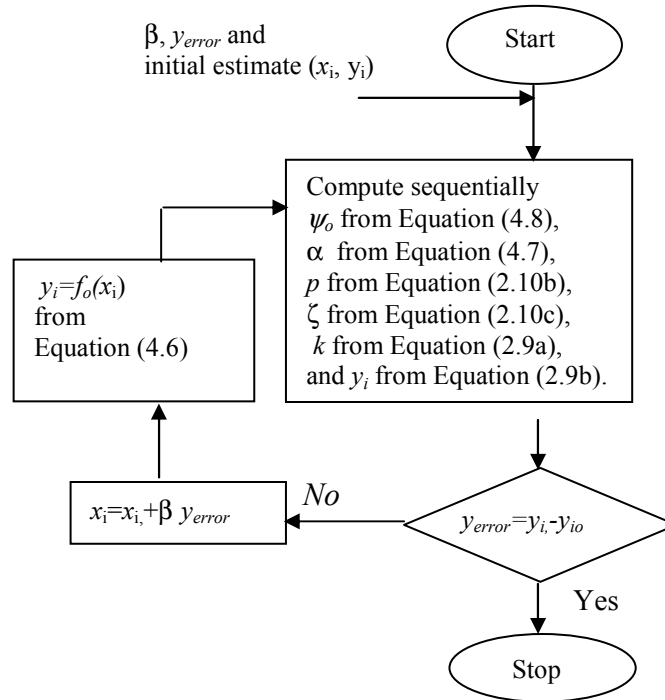 β, y_error and
initial estimate (x_i, y_i)
Start
Compute sequentially
ψ_o from Equation (4.8),
α from Equation (4.7),
p from Equation (2.10b),
ζ from Equation (2.10c),
k from Equation (2.9a),
and y_i from Equation (2.9b).
y_i=f_o(x_i)
from
Equation (4.6)
x_i=x_i,+β y_error
No
y_error=y_i,-y_io
Yes
Stop